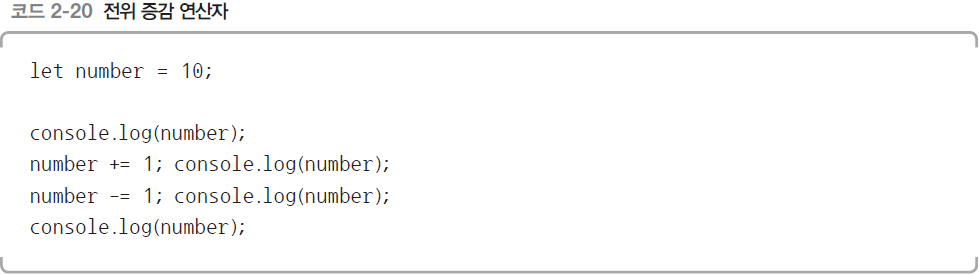 코드 2-20 전위 증감 연산자
let number = 10;
console.log(number);
number += 1; console.log(number);
number -= 1; console.log(number);
console.log(number);